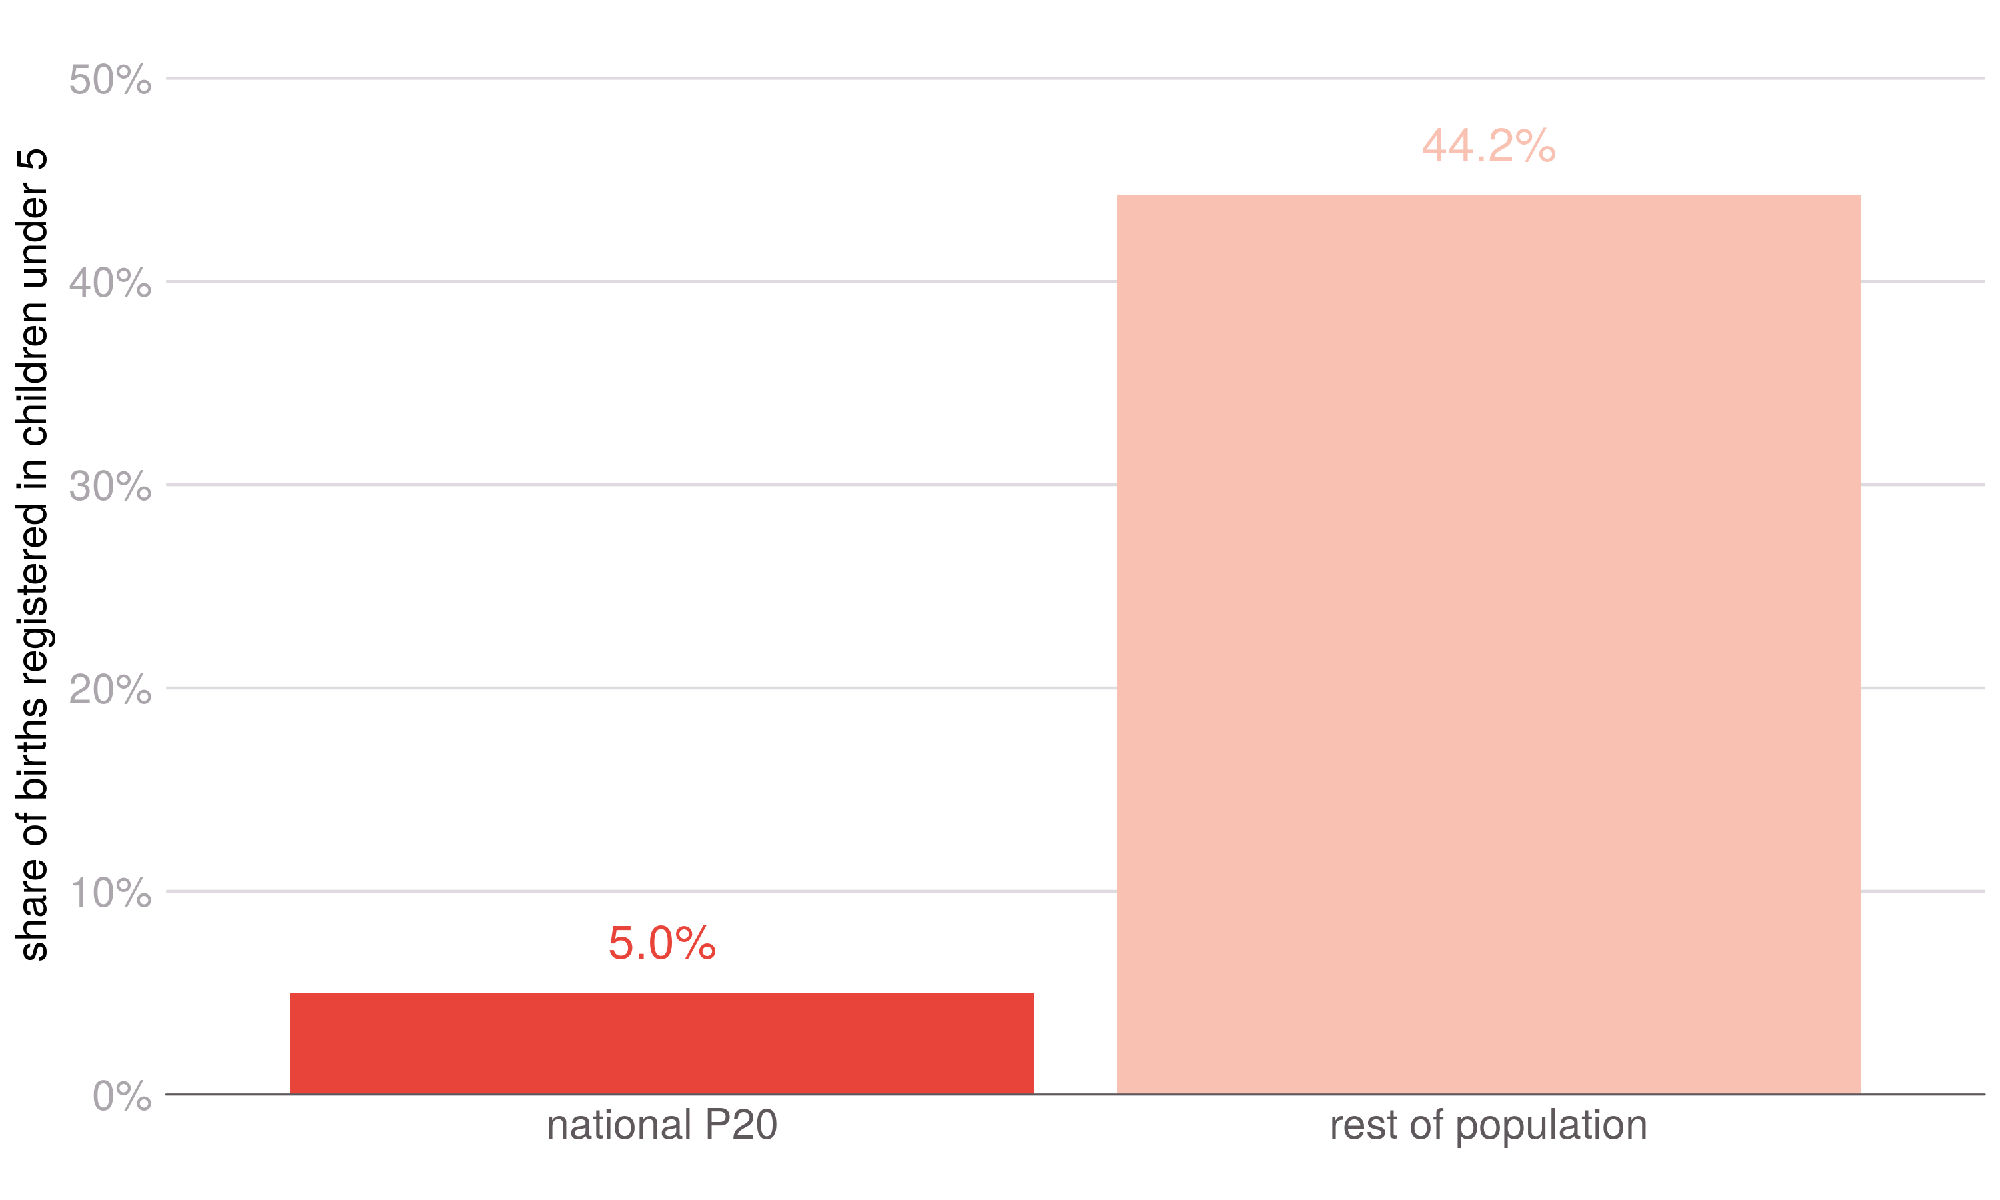 share of births registered in children under 5
50%
40%
30%
20%
10%
0%
5.0%
44.2%
national P20
rest of population